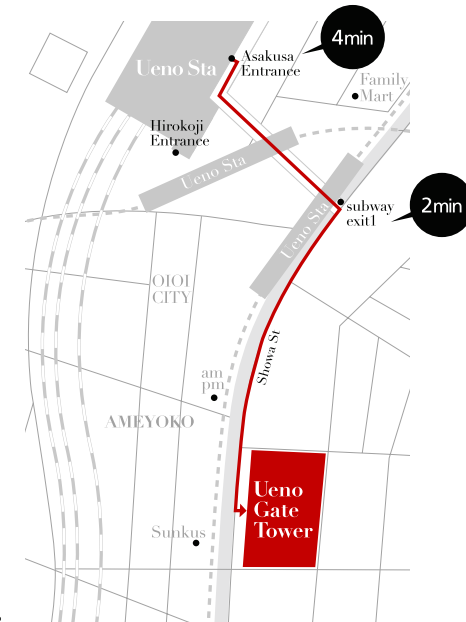 4min
Asakusa
Entrance
Ueno Sta
Family
Mart
Hirokoji
Entrance
Ueno Sta
2min
subway
exit1
Ueno Sta
OIOI
CITY
Showa St
am
pm
AMEYOKO
Ueno
Gate
Tower
Sunkus